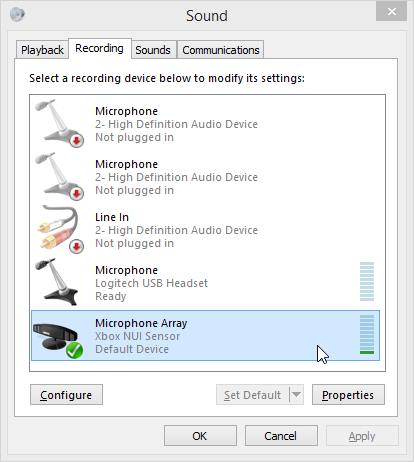 Sound
Playback Recording Sounds Communications
Select a recording device below to modify its settings:
Microphone
2- High Definition Audio Device
Not plugged in
Microphone
2- High Definition Audio Device
Not plugged in
Line In
2- High Definition Audio Device
Not plugged in
Microphone
Logitech USB Headset
Ready
Microphone Array
Xbox NUI Sensor
Default Device
Configure Set Default Properties
OK Cancel Apply